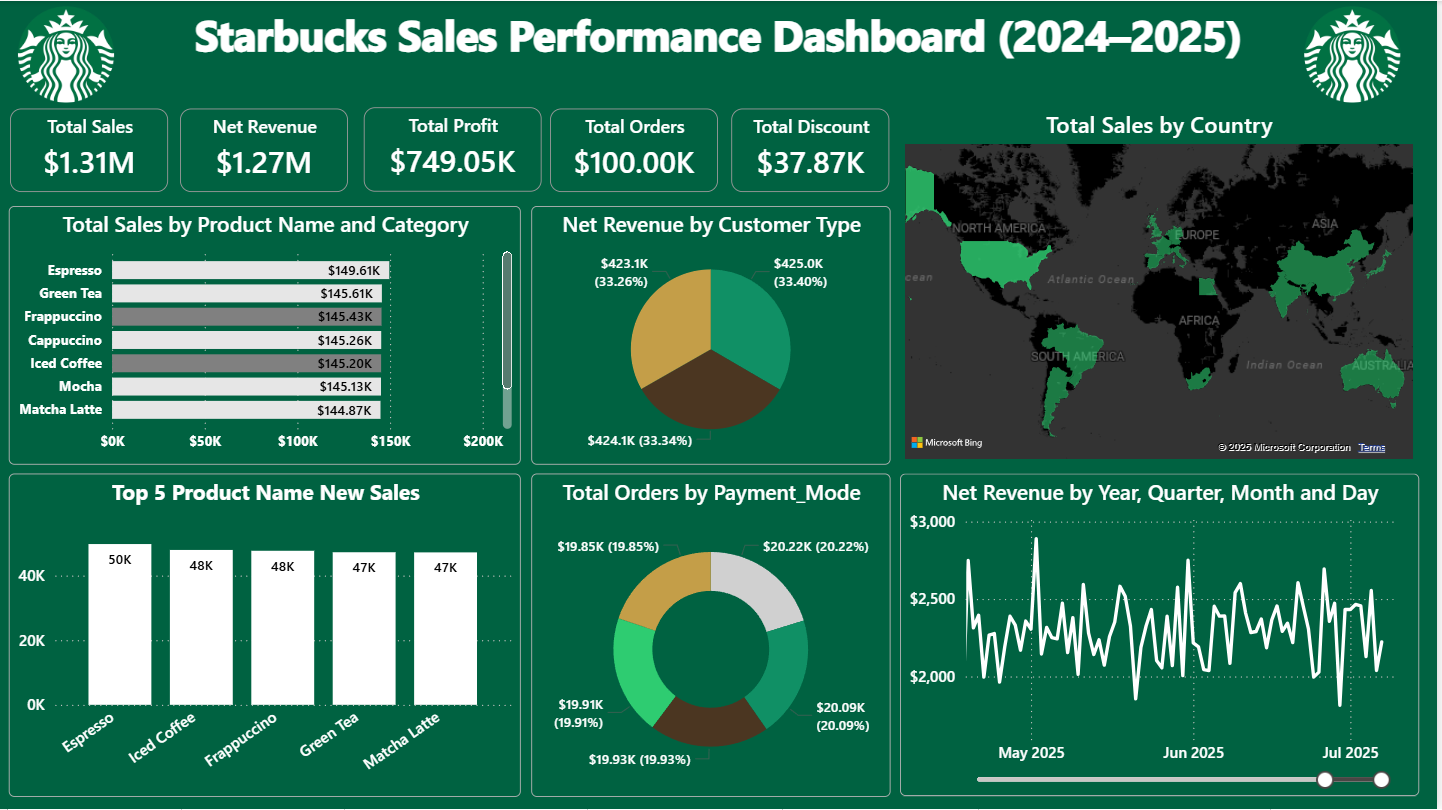 Starbucks Sales Performance Dashboard (2024–2025)
Total Sales
$1.31M
Net Revenue
$1.27M
Total Profit
$749.05K
Total Orders
$100.00K
Total Discount
$37.87K
Total Sales by Country
NORTH AMERICA
EUROPE
ASIA
cean
Atlantic Ocean
AFRICA
SOUTH AMERICA
Indian Ocean
AUSTRALIA
Microsoft Bing
© 2025 Microsoft Corporation Terms
Total Sales by Product Name and Category
Espresso $149.61K
Green Tea $145.61K
Frappuccino $145.43K
Cappuccino $145.26K
Iced Coffee $145.20K
Mocha $145.13K
Matcha Latte $144.87K
$0K $50K $100K $150K $200K
Net Revenue by Customer Type
$423.1K
(33.26%)
$425.0K
(33.40%)
$424.1K (33.34%)
Top 5 Product Name New Sales
40K
20K
0K
50K 48K 48K 47K 47K
Espresso Iced Coffee Frappuccino Green Tea Matcha Latte
Total Orders by Payment_Mode
$19.85K (19.85%)
$20.22K (20.22%)
$19.91K
(19.91%)
$20.09K
(20.09%)
$19.93K (19.93%)
Net Revenue by Year, Quarter, Month and Day
$3,000
$2,500
$2,000
May 2025 Jun 2025 Jul 2025